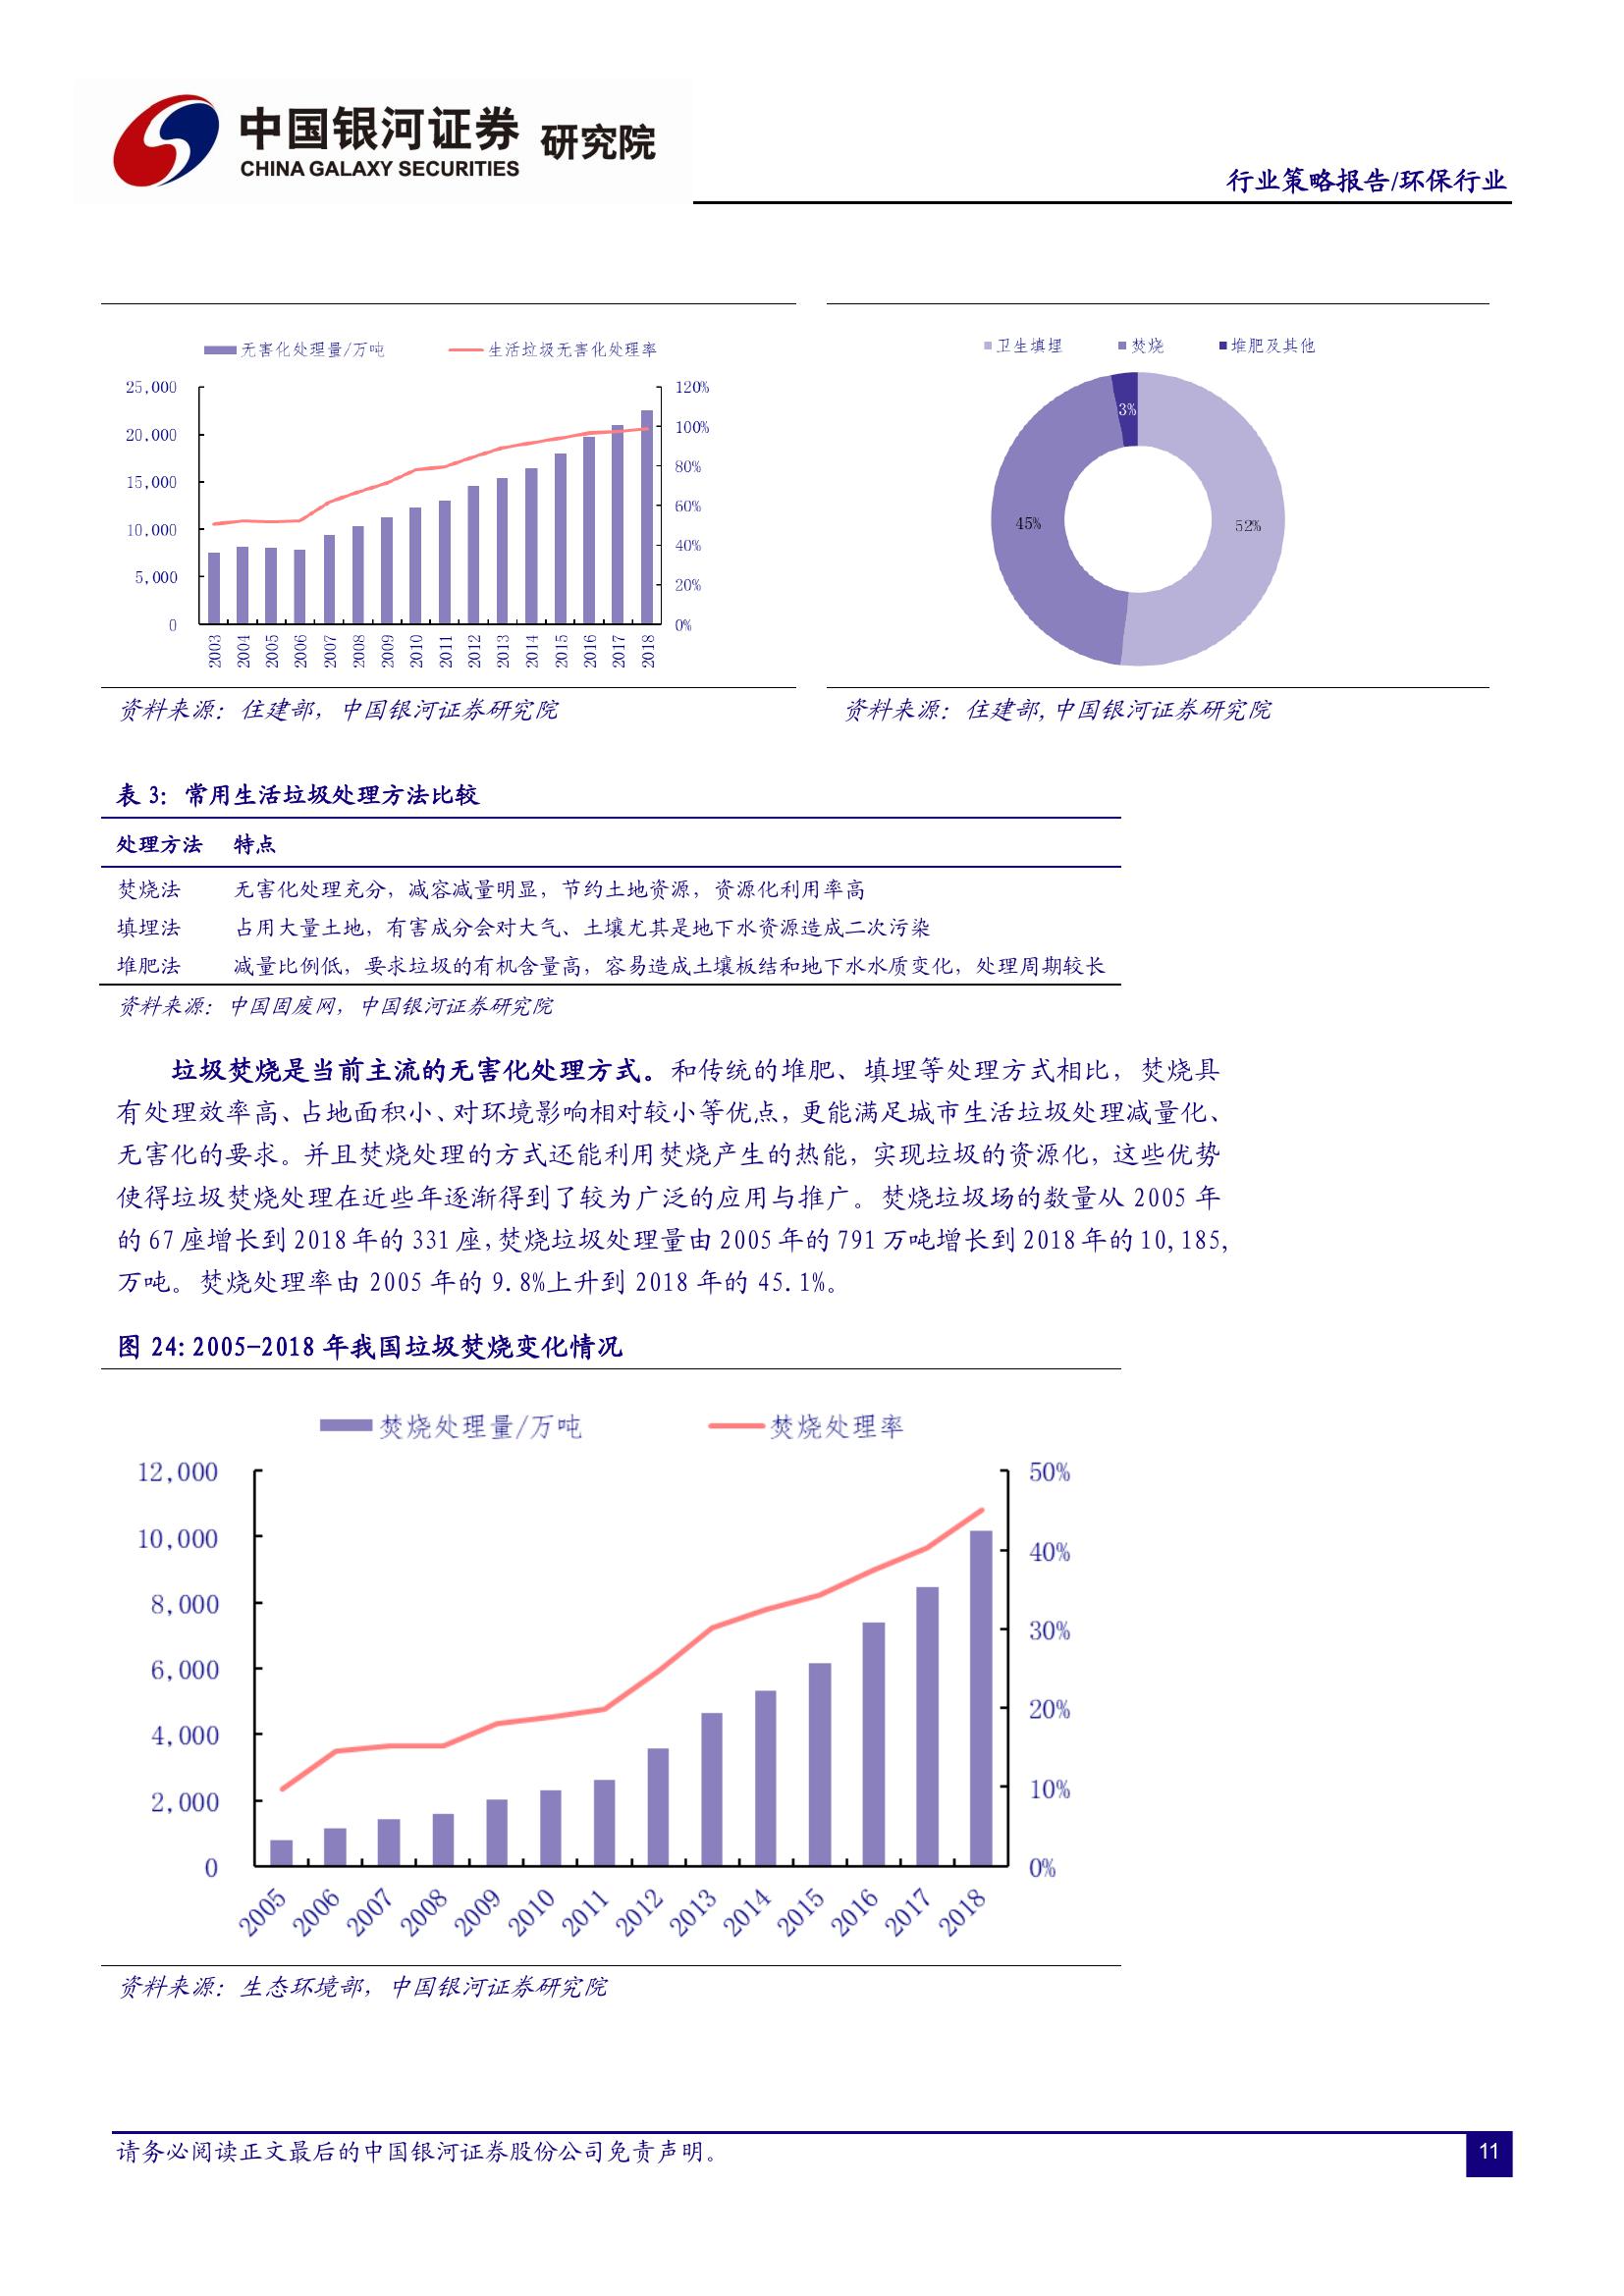 中国银河证券 研究院
CHINA GALAXY SECURITIES
行业策略报告/环保行业
无害化处理量/万吨 生活垃圾无害化处理率
25,000
20,000
15,000
10,000
5,000
0
120%
100%
80%
60%
40%
20%
0%
2003 2004 2005 2006 2007 2008 2009 2010 2011 2012 2013 2014 2015 2016 2017 2018
卫生填埋 焚烧 堆肥及其他
3%
45%
52%
资料来源：住建部，中国银河证券研究院
资料来源：住建部,中国银河证券研究院
表 3：常用生活垃圾处理方法比较
处理方法 特点
焚烧法 无害化处理充分，减容减量明显，节约土地资源，资源化利用率高
填埋法 占用大量土地，有害成分会对大气、土壤尤其是地下水资源造成二次污染
堆肥法 减量比例低，要求垃圾的有机含量高，容易造成土壤板结和地下水水质变化，处理周期较长
资料来源：中国固废网，中国银河证券研究院
垃圾焚烧是当前主流的无害化处理方式。和传统的堆肥、填埋等处理方式相比，焚烧具
有处理效率高、占地面积小、对环境影响相对较小等优点，更能满足城市生活垃圾处理减量化、
无害化的要求。并且焚烧处理的方式还能利用焚烧产生的热能，实现垃圾的资源化，这些优势
使得垃圾焚烧处理在近些年逐渐得到了较为广泛的应用与推广。焚烧垃圾场的数量从 2005 年
的 67 座增长到 2018 年的 331 座，焚烧垃圾处理量由 2005 年的 791 万吨增长到 2018 年的 10,185,
万吨。焚烧处理率由 2005 年的 9.8%上升到 2018 年的 45.1%。
图 24: 2005-2018 年我国垃圾焚烧变化情况
焚烧处理量/万吨 焚烧处理率
12,000
10,000
8,000
6,000
4,000
2,000
0
50%
40%
30%
20%
10%
0%
2005 2006 2007 2008 2009 2010 2011 2012 2013 2014 2015 2016 2017 2018
资料来源：生态环境部，中国银河证券研究院
请务必阅读正文最后的中国银河证券股份公司免责声明。
11